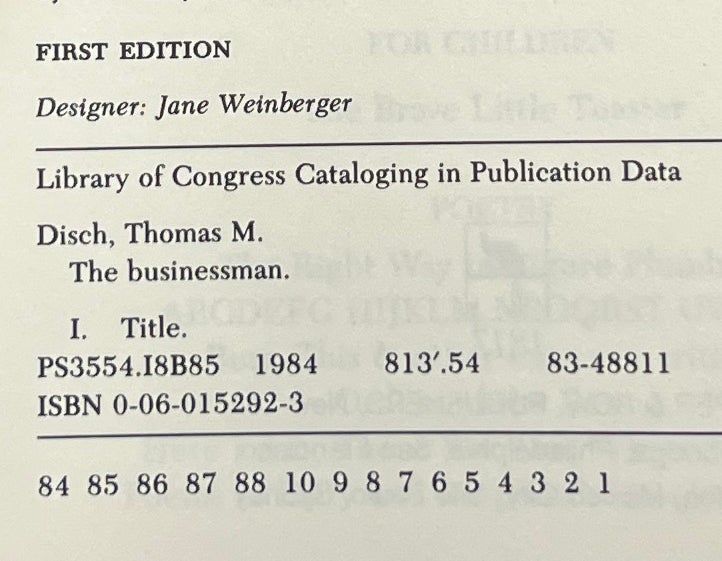 FIRST EDITION
Designer: Jane Weinberger
Library of Congress Cataloging in Publication Data
Disch, Thomas M.
The businessman.
I. Title.
PS3554.I8B85 1984 813′.54 83-48811
ISBN 0-06-015292-3
84 85 86 87 88 10 9 8 7 6 5 4 3 2 1